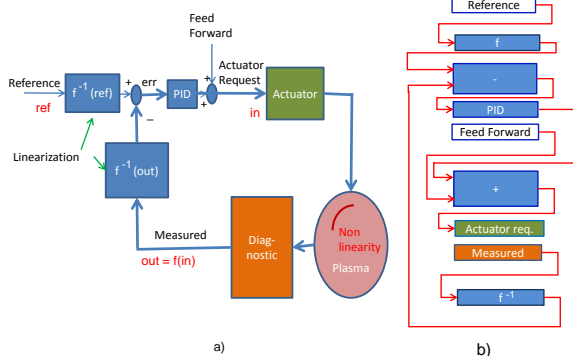 Feed
Forward
Actuator
Request
Reference
ref
f⁻¹(ref)
+
err
−
PID
+
+
in
Actuator
Linearization
f⁻¹(out)
Measured
out = f(in)
Diag-
nostic
Non
linearity
Plasma
a)
Reference
f
-
PID
Feed Forward
+
Actuator req.
Measured
f⁻¹
b)